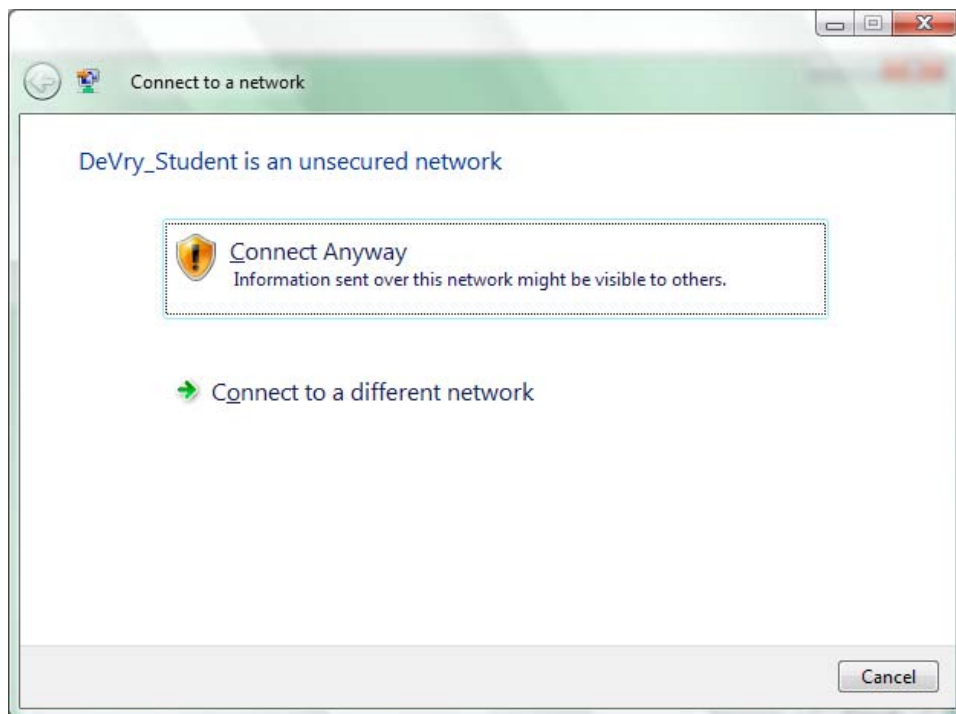 Connect to a network
DeVry_Student is an unsecured network
Connect Anyway
Information sent over this network might be visible to others.
Connect to a different network
Cancel